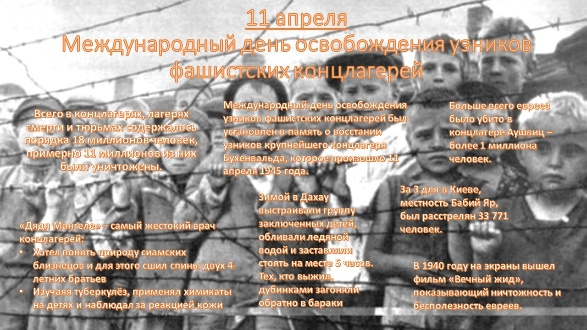 11 апреля
Международный день освобождения узников
фашистских концлагерей
Всего в концлагерях, лагерях
смерти и тюрьмах содержалось
порядка 18 миллионов человек,
примерно 11 миллионов из них
были уничтожены.
Международный день освобождения
узников фашистских концлагерей был
установлен в память о восстании
узников крупнейшего концлагеря
Бухенвальда, которое произошло 11
апреля 1945 года.
Больше всего евреев
было убито в
концлагере Аушвиц –
более 1 миллиона
человек.
«Дядя Мангеле» - самый жестокий врач
концлагерей:
• Хотел понять природу сиамских
близнецов и для этого сшил спины двух 4-
летних братьев
• Изучая туберкулёз, применял химикаты
на детях и наблюдал за реакцией кожи
Зимой в Дахау
выстраивали группу
заключенных детей,
обливали ледяной
водой и заставляли
стоять на месте 5 часов.
Тех, кто выжил,
дубинками загоняли
обратно в бараки
За 3 дня в Киеве,
местность Бабий Яр,
был расстрелян 33 771
человек.
В 1940 году на экраны вышел
фильм «Вечный жид»,
показывающий ничтожность и
бесполезность евреев.